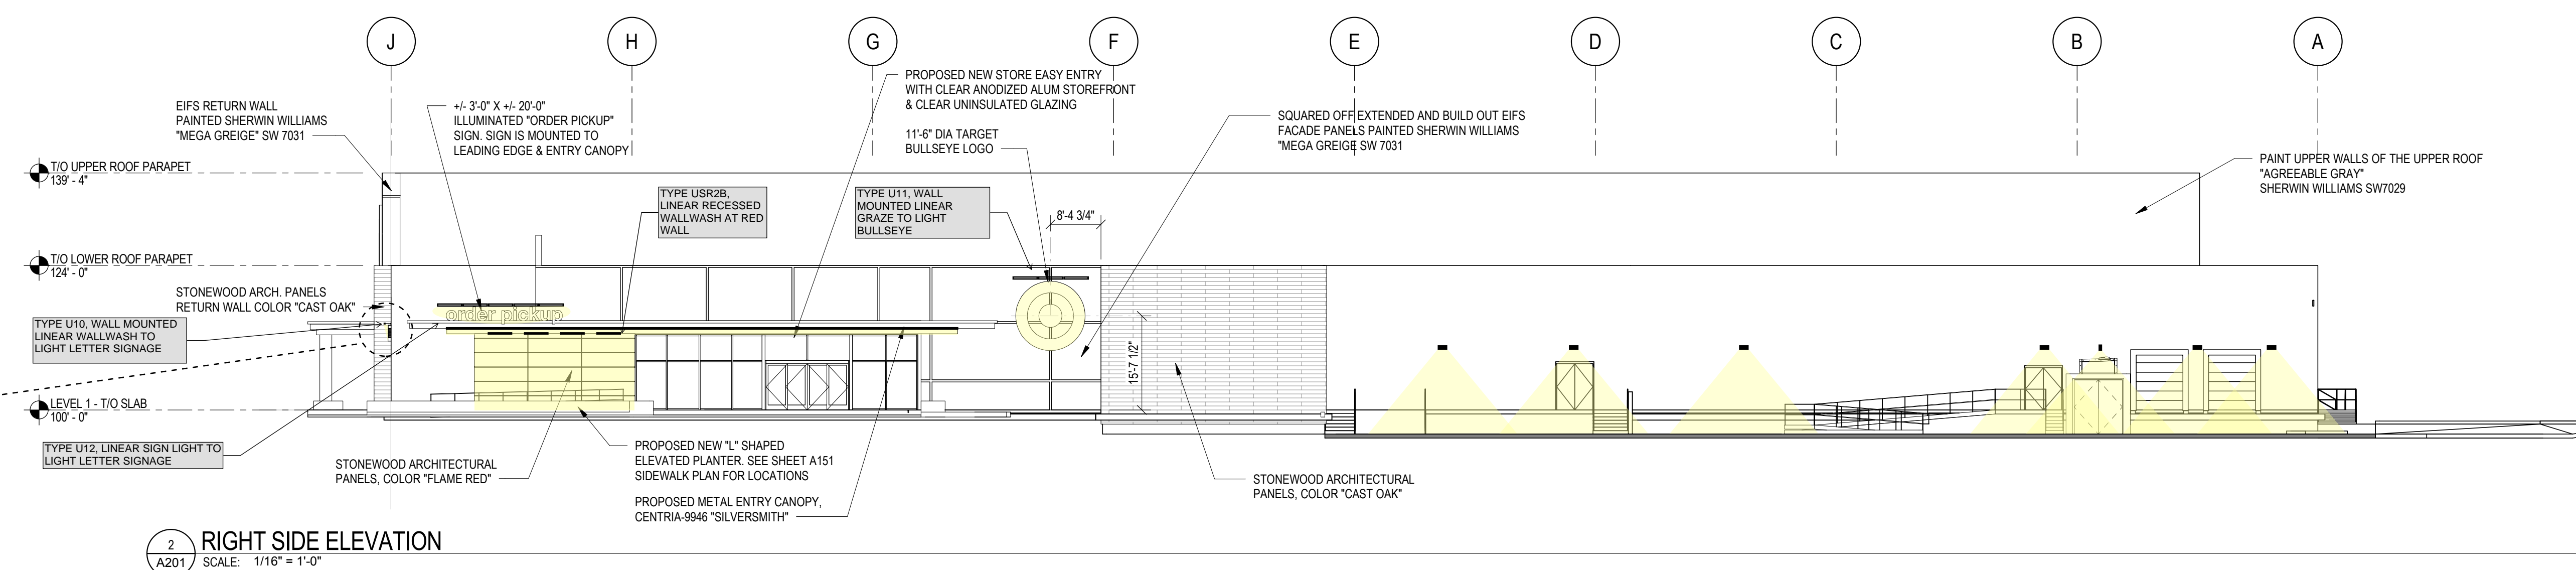 J
H
G
F
E
D
C
B
A
EIFS RETURN WALL
PAINTED SHERWIN WILLIAMS
"MEGA GREIGE" SW 7031
+/- 3'-0" X +/- 20'-0"
ILLUMINATED "ORDER PICKUP"
SIGN. SIGN IS MOUNTED TO
LEADING EDGE & ENTRY CANOPY
PROPOSED NEW STORE EASY ENTRY
WITH CLEAR ANODIZED ALUM STOREFRONT
& CLEAR UNINSULATED GLAZING
11'-6" DIA TARGET
BULLSEYE LOGO
SQUARED OFF EXTENDED AND BUILD OUT EIFS
FACADE PANELS PAINTED SHERWIN WILLIAMS
"MEGA GREIGE SW 7031
PAINT UPPER WALLS OF THE UPPER ROOF
"AGREEABLE GRAY"
SHERWIN WILLIAMS SW7029
T/O UPPER ROOF PARAPET
139' - 4"
TYPE USR2B,
LINEAR RECESSED
WALLWASH AT RED
WALL
TYPE U11, WALL
MOUNTED LINEAR
GRAZE TO LIGHT
BULLSEYE
8'-4 3/4"
T/O LOWER ROOF PARAPET
124' - 0"
STONEWOOD ARCH. PANELS
RETURN WALL COLOR "CAST OAK"
order pickup
TYPE U10, WALL MOUNTED
LINEAR WALLWASH TO
LIGHT LETTER SIGNAGE
15'-7 1/2"
LEVEL 1 - T/O SLAB
100' - 0"
TYPE U12, LINEAR SIGN LIGHT TO
LIGHT LETTER SIGNAGE
STONEWOOD ARCHITECTURAL
PANELS, COLOR "FLAME RED"
PROPOSED NEW "L" SHAPED
ELEVATED PLANTER. SEE SHEET A151
SIDEWALK PLAN FOR LOCATIONS
PROPOSED METAL ENTRY CANOPY,
CENTRIA-9946 "SILVERSMITH"
STONEWOOD ARCHITECTURAL
PANELS, COLOR "CAST OAK"
2
A201
RIGHT SIDE ELEVATION
SCALE: 1/16" = 1'-0"